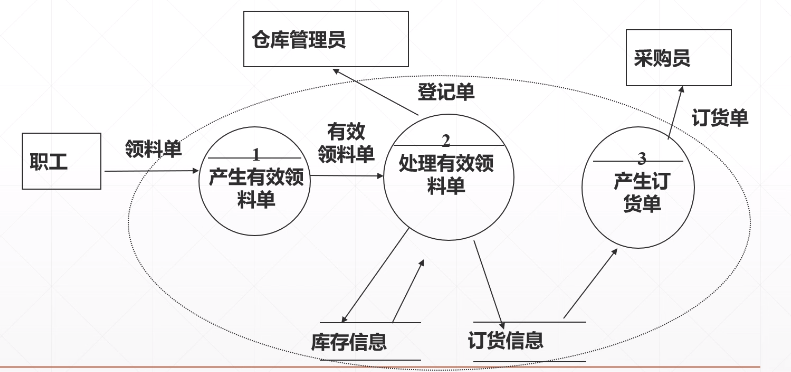 仓库管理员
采购员
登记单
订货单
职工
领料单
1
产生有效领
料单
有效
领料单
2
处理有效领
料单
3
产生订
货单
库存信息
订货信息